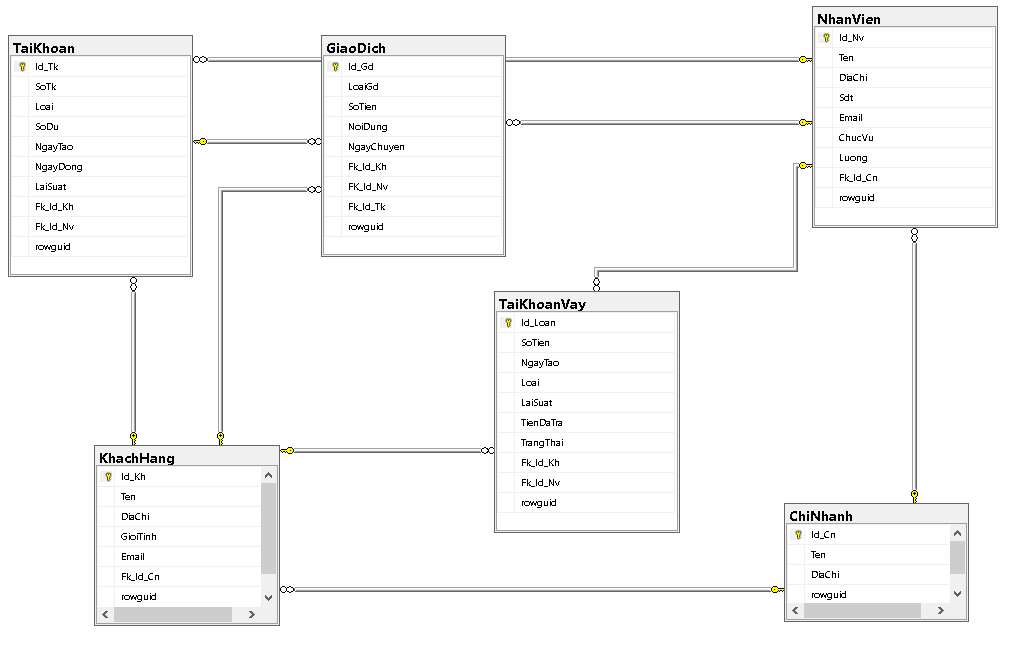 TaiKhoan
Id_Tk
SoTk
Loai
SoDu
NgayTao
NgayDong
LaiSuat
Fk_Id_Kh
Fk_Id_Nv
rowguid
GiaoDich
Id_Gd
LoaiGd
SoTien
NoiDung
NgayChuyen
Fk_Id_Kh
FK_Id_Nv
Fk_Id_Tk
rowguid
NhanVien
Id_Nv
Ten
DiaChi
Sdt
Email
ChucVu
Luong
Fk_Id_Cn
rowguid
TaiKhoanVay
Id_Loan
SoTien
NgayTao
Loai
LaiSuat
TienDaTra
TrangThai
Fk_Id_Kh
Fk_Id_Nv
rowguid
KhachHang
Id_Kh
Ten
DiaChi
GioiTinh
Email
Fk_Id_Cn
rowguid
ChiNhanh
Id_Cn
Ten
DiaChi
rowguid